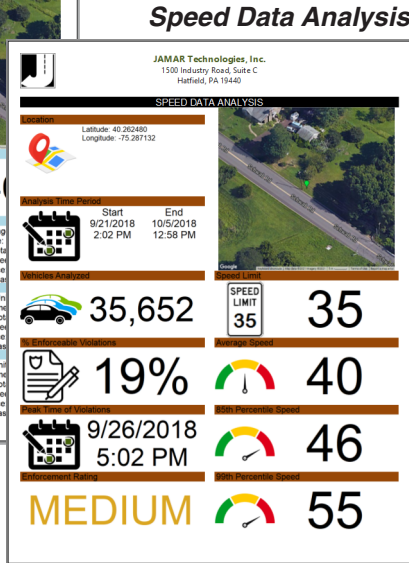 Speed Data Analysis
JAMAR Technologies, Inc.
1500 Industry Road, Suite C
Hatfield, PA 19440
SPEED DATA ANALYSIS
Location
Latitude: 40.262480
Longitude: -75.287132
Analysis Time Period
Start End
9/21/2018 10/5/2018
2:02 PM 12:58 PM
Google
Vehicles Analyzed
35,652
Speed Limit
SPEED
LIMIT
35
35
% Enforceable Violations
19%
Average Speed
40
Peak Time of Violations
9/26/2018
5:02 PM
85th Percentile Speed
46
Enforcement Rating
MEDIUM
99th Percentile Speed
55